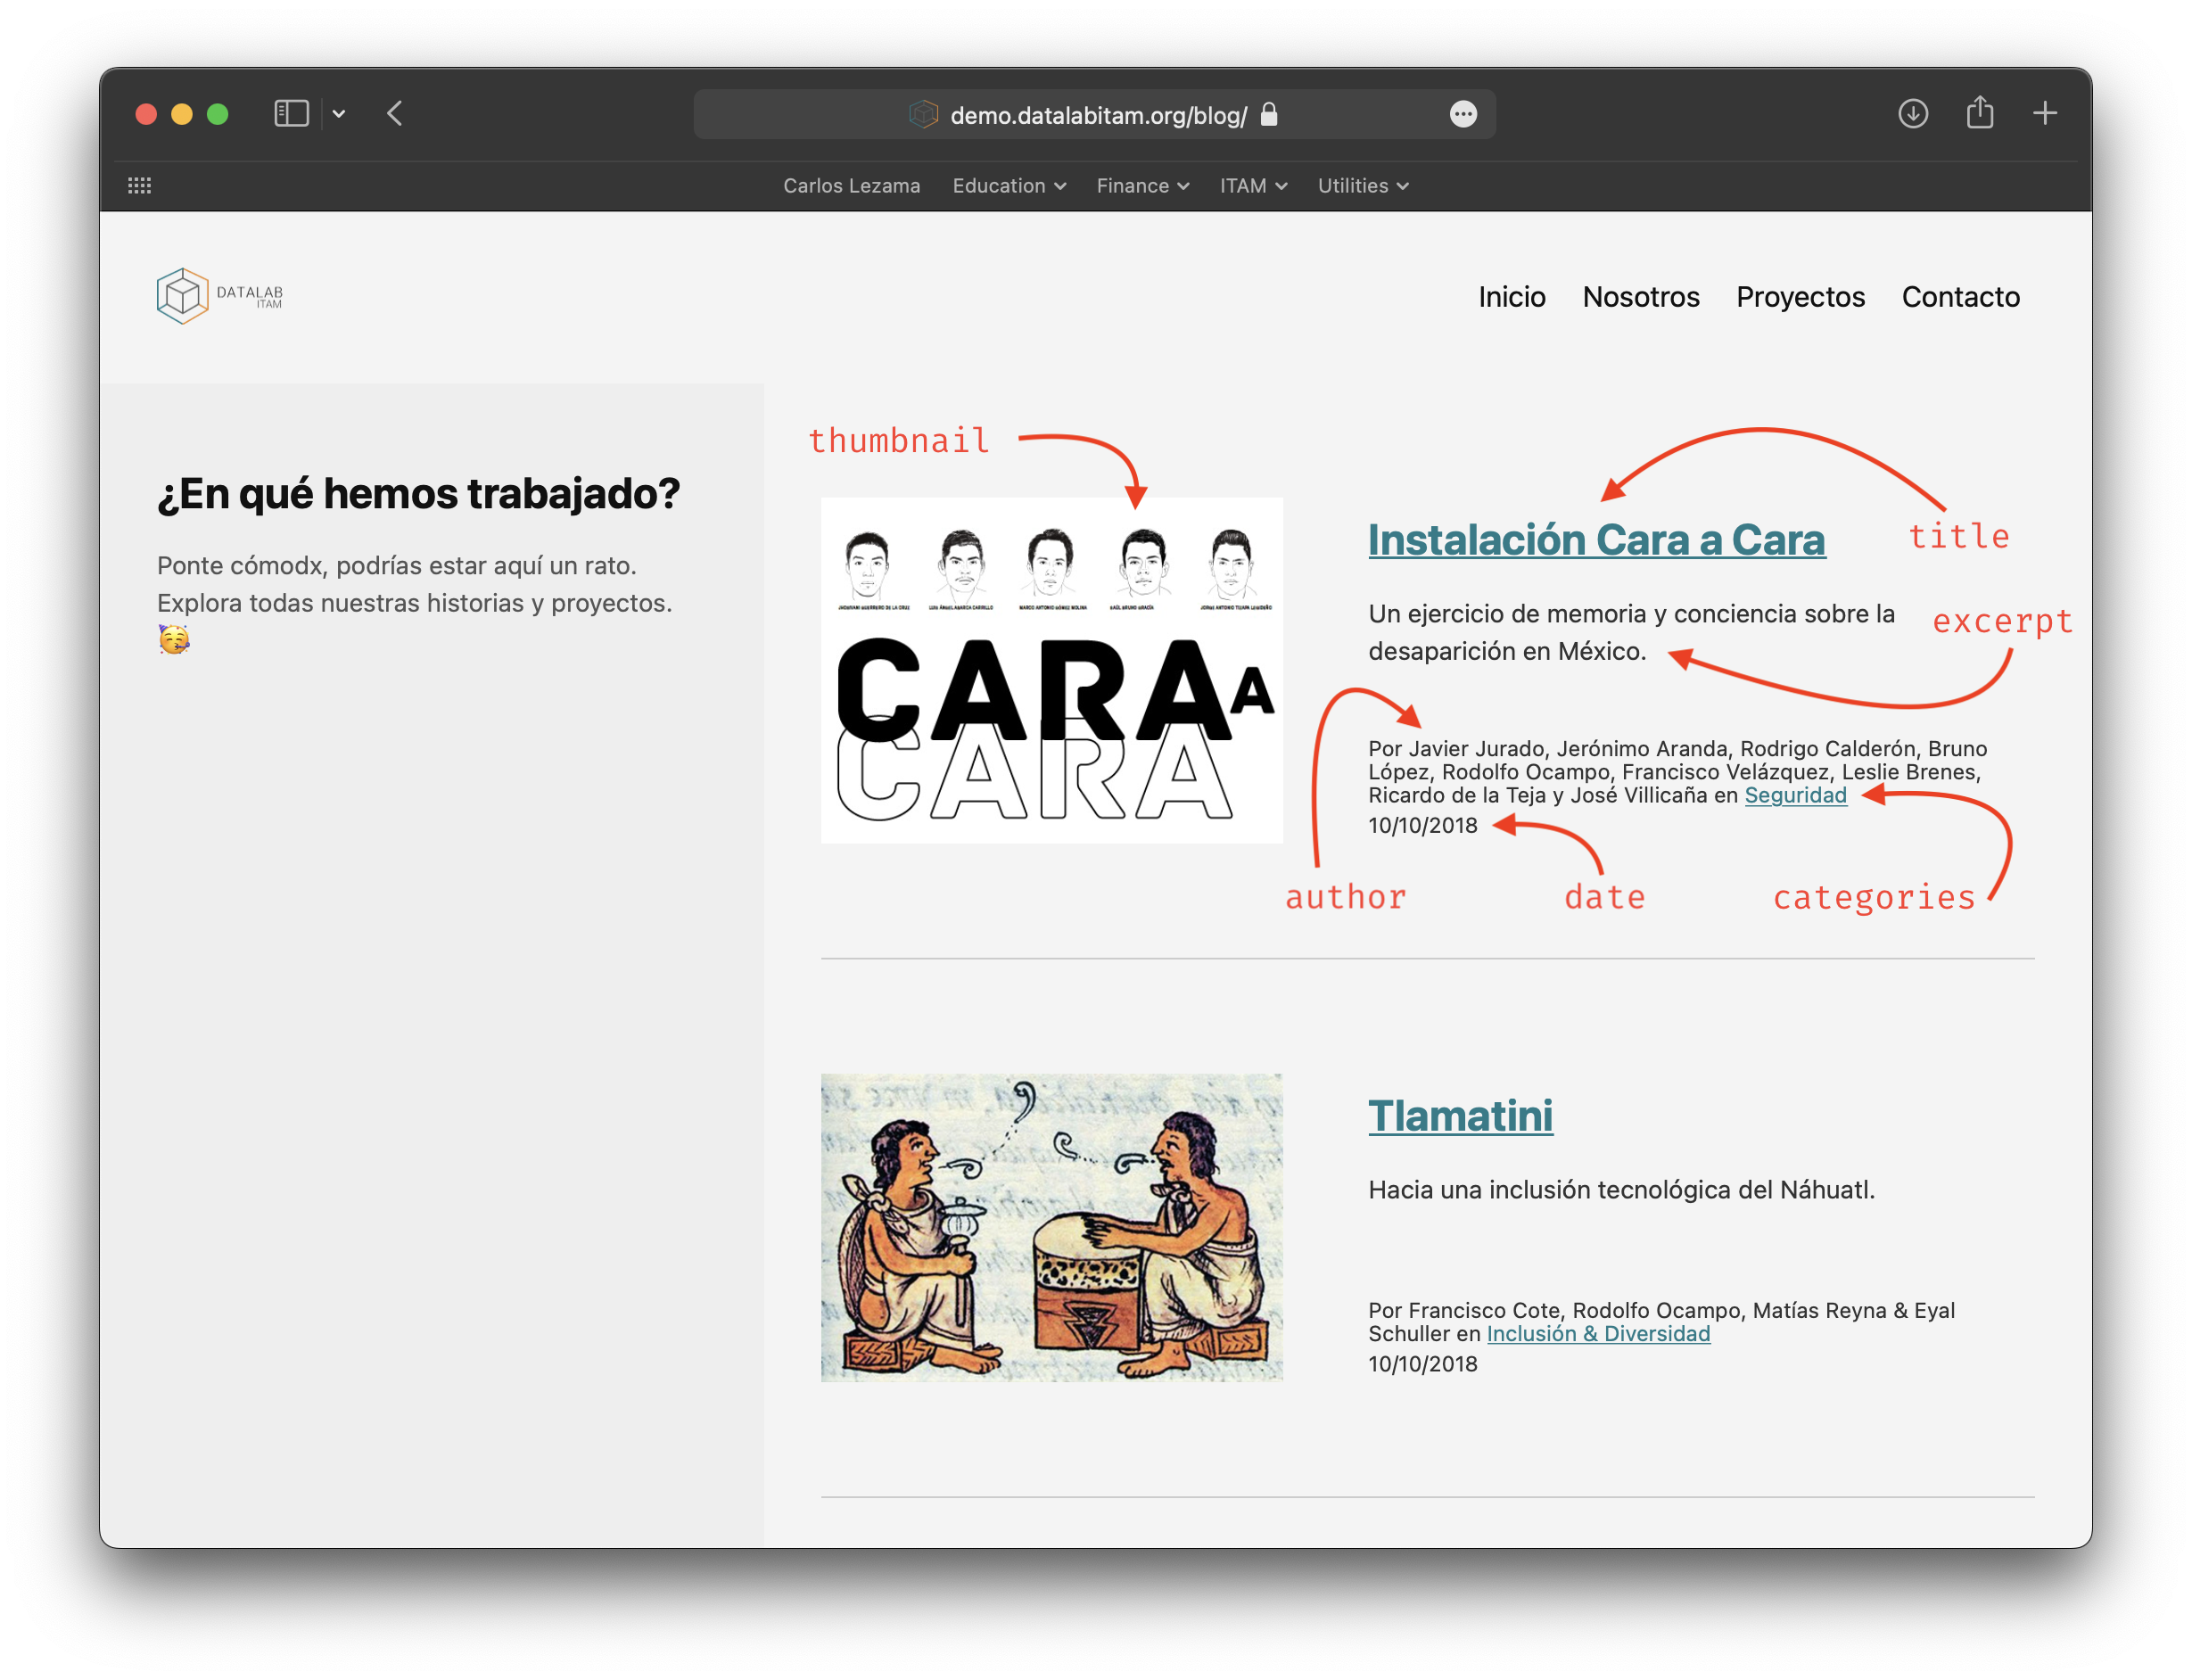 demo.datalabitam.org/blog/
Carlos Lezama Education Finance ITAM Utilities
DATALAB
ITAM
Inicio Nosotros Proyectos Contacto
¿En qué hemos trabajado?
Ponte cómodx, podrías estar aquí un rato.
Explora todas nuestras historias y proyectos.
🥳
thumbnail
MARCO ANTONIO GÓMEZ MOLINA
CARA A
CARA
Instalación Cara a Cara
title
Un ejercicio de memoria y conciencia sobre la
desaparición en México.
excerpt
Por Javier Jurado, Jerónimo Aranda, Rodrigo Calderón, Bruno
López, Rodolfo Ocampo, Francisco Velázquez, Leslie Brenes,
Ricardo de la Teja y José Villicaña en Seguridad
10/10/2018
author
date
categories
Tlamatini
Hacia una inclusión tecnológica del Náhuatl.
Por Francisco Cote, Rodolfo Ocampo, Matías Reyna & Eyal
Schuller en Inclusión & Diversidad
10/10/2018